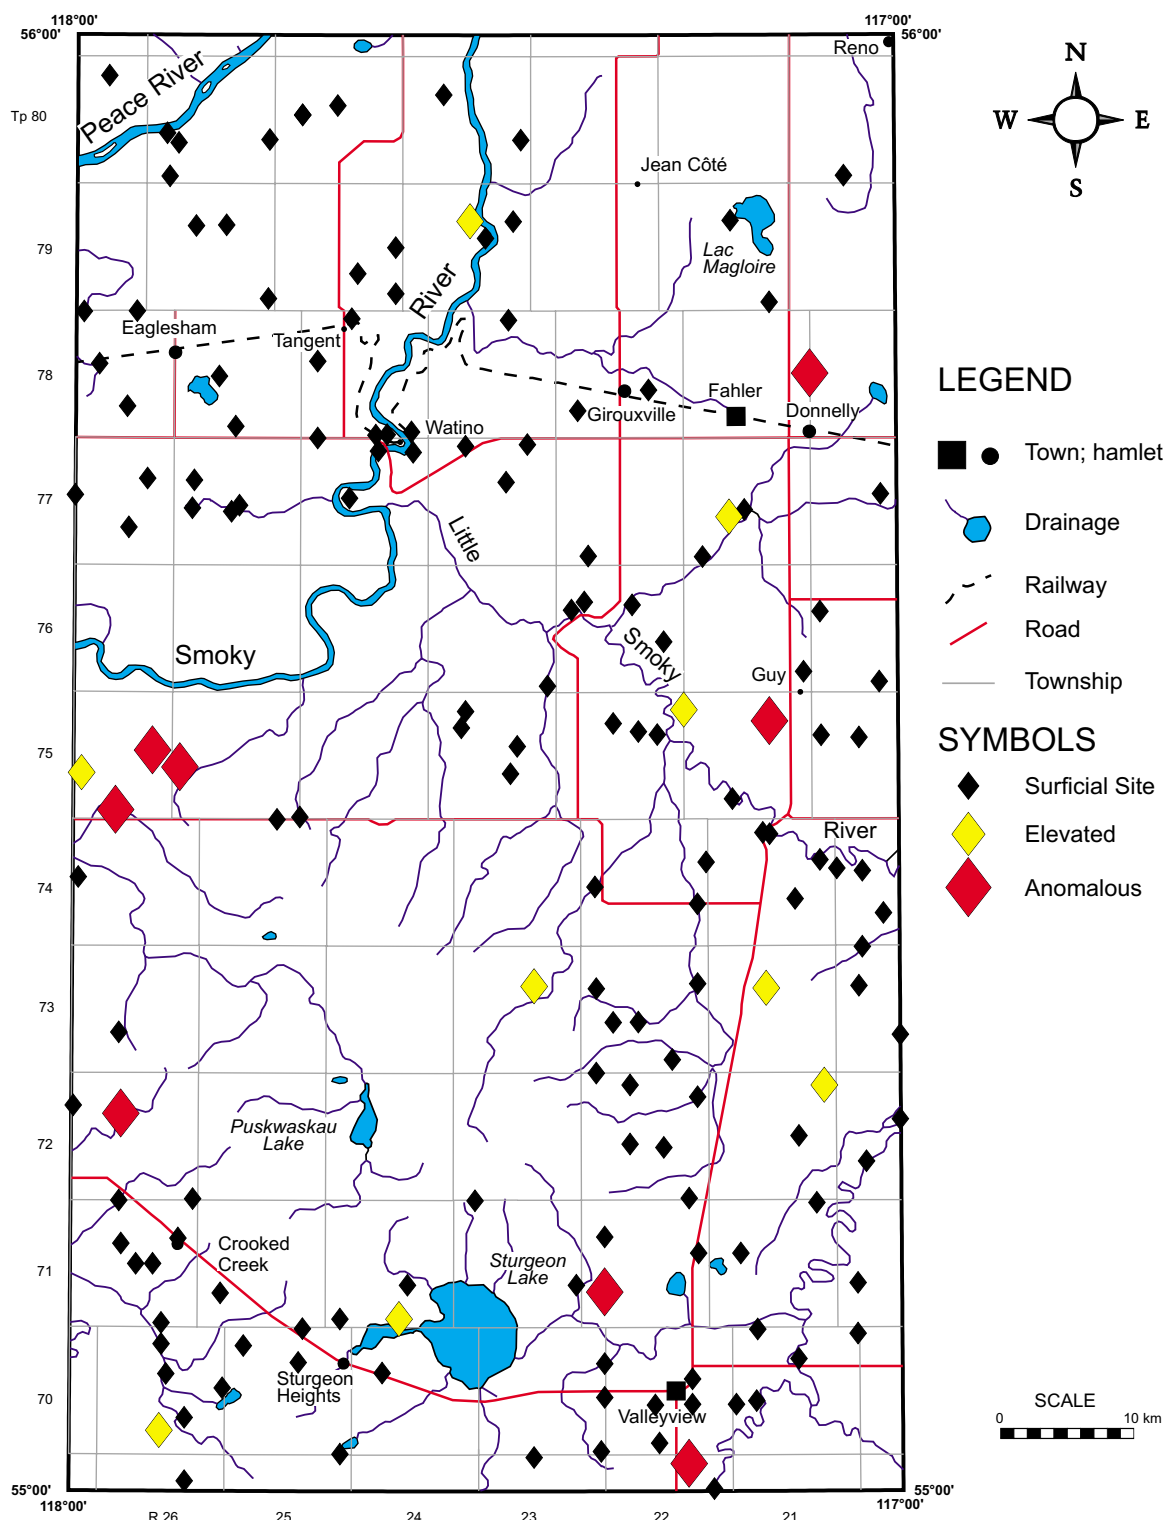 118°00'
117°00'
56°00'
56°00'
Reno
N
W
E
S
Tp 80
Peace River
Jean Côté
79
Lac
Magloire
River
Eaglesham
Tangent
78
Fahler
Girouxville
Donnelly
Watino
77
Little
76
Smoky
Smoky
Guy
75
River
74
73
72
Puskwaskau
Lake
71
Crooked
Creek
Sturgeon
Lake
70
Sturgeon
Heights
Valleyview
55°00'
55°00'
118°00'
117°00'
R 26
25
24
23
22
21
LEGEND
Town; hamlet
Drainage
Railway
Road
Township
SYMBOLS
Surficial Site
Elevated
Anomalous
SCALE
0
10 km